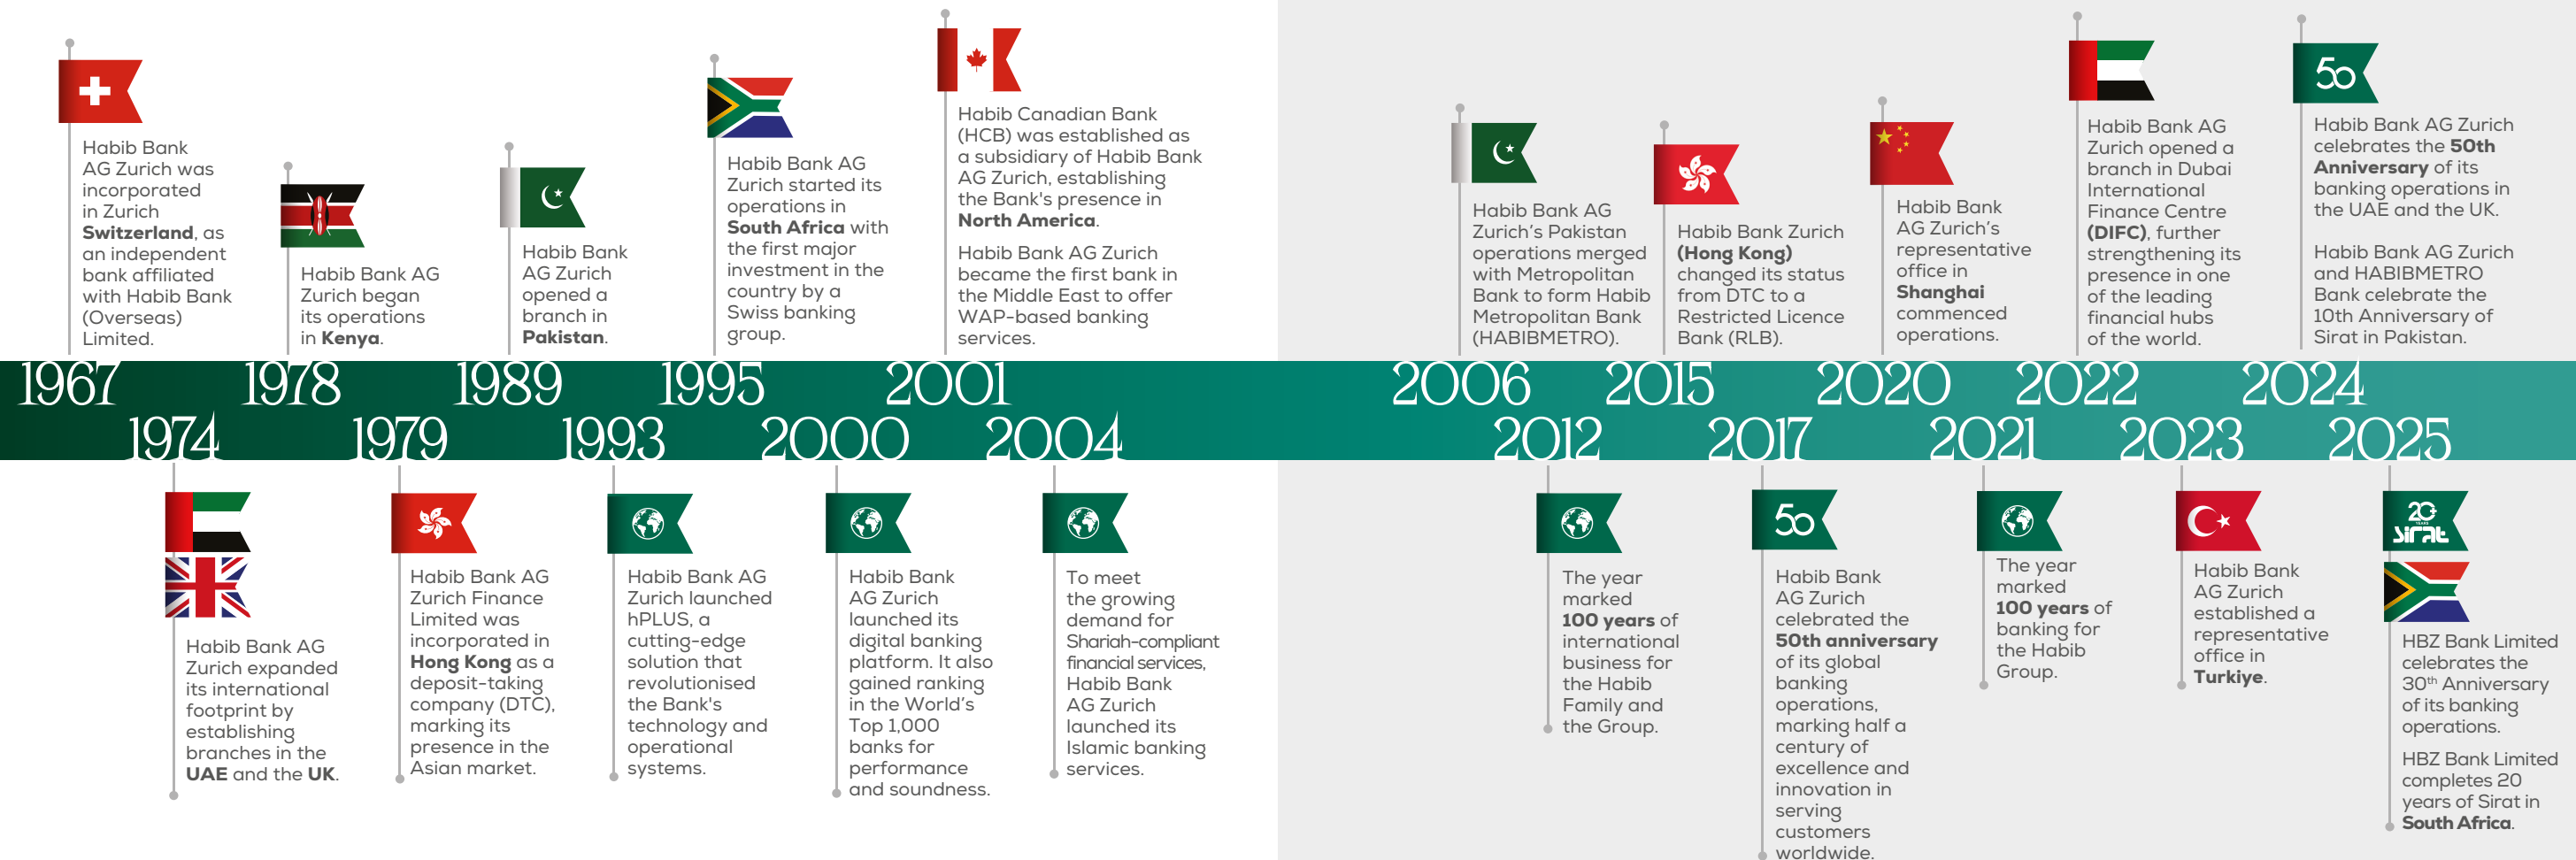 Habib Bank
AG Zurich was
incorporated
in Zurich
Switzerland, as
an independent
bank affiliated
with Habib Bank
(Overseas)
Limited.
Habib Bank AG
Zurich began
its operations
in Kenya.
Habib Bank
AG Zurich
opened a
branch in
Pakistan.
Habib Bank AG
Zurich started its
operations in
South Africa with
the first major
investment in the
country by a
Swiss banking
group.
Habib Canadian Bank
(HCB) was established as
a subsidiary of Habib Bank
AG Zurich, establishing
the Bank's presence in
North America.
Habib Bank AG Zurich
became the first bank in
the Middle East to offer
WAP-based banking
services.
Habib Bank AG
Zurich's Pakistan
operations merged
with Metropolitan
Bank to form Habib
Metropolitan Bank
(HABIBMETRO).
Habib Bank Zurich
(Hong Kong)
changed its status
from DTC to a
Restricted Licence
Bank (RLB).
Habib Bank
AG Zurich's
representative
office in
Shanghai
commenced
operations.
Habib Bank AG
Zurich opened a
branch in Dubai
International
Finance Centre
(DIFC), further
strengthening its
presence in one
of the leading
financial hubs
of the world.
50
Habib Bank AG Zurich
celebrates the 50th
Anniversary of its
banking operations in
the UAE and the UK.
Habib Bank AG Zurich
and HABIBMETRO
Bank celebrate the
10th Anniversary of
Sirat in Pakistan.
1967 1978 1989 1995 2001 2006 2015 2020 2022 2024
1974 1979 1993 2000 2004 2012 2017 2021 2023 2025
Habib Bank AG
Zurich expanded
its international
footprint by
establishing
branches in the
UAE and the UK.
Habib Bank AG
Zurich Finance
Limited was
incorporated in
Hong Kong as a
deposit-taking
company (DTC),
marking its
presence in the
Asian market.
Habib Bank AG
Zurich launched
hPLUS, a
cutting-edge
solution that
revolutionised
the Bank's
technology and
operational
systems.
Habib Bank
AG Zurich
launched its
digital banking
platform. It also
gained ranking
in the World's
Top 1,000
banks for
performance
and soundness.
To meet
the growing
demand for
Shariah-compliant
financial services,
Habib Bank
AG Zurich
launched its
Islamic banking
services.
The year
marked
100 years of
international
business for
the Habib
Family and
the Group.
50
Habib Bank
AG Zurich
celebrated the
50th anniversary
of its global
banking
operations,
marking half a
century of
excellence and
innovation in
serving
customers
worldwide.
The year
marked
100 years of
banking for
the Habib
Group.
Habib Bank
AG Zurich
established a
representative
office in
Turkiye.
20+
YEARS
sirat
HBZ Bank Limited
celebrates the
30th Anniversary
of its banking
operations.
HBZ Bank Limited
completes 20
years of Sirat in
South Africa.